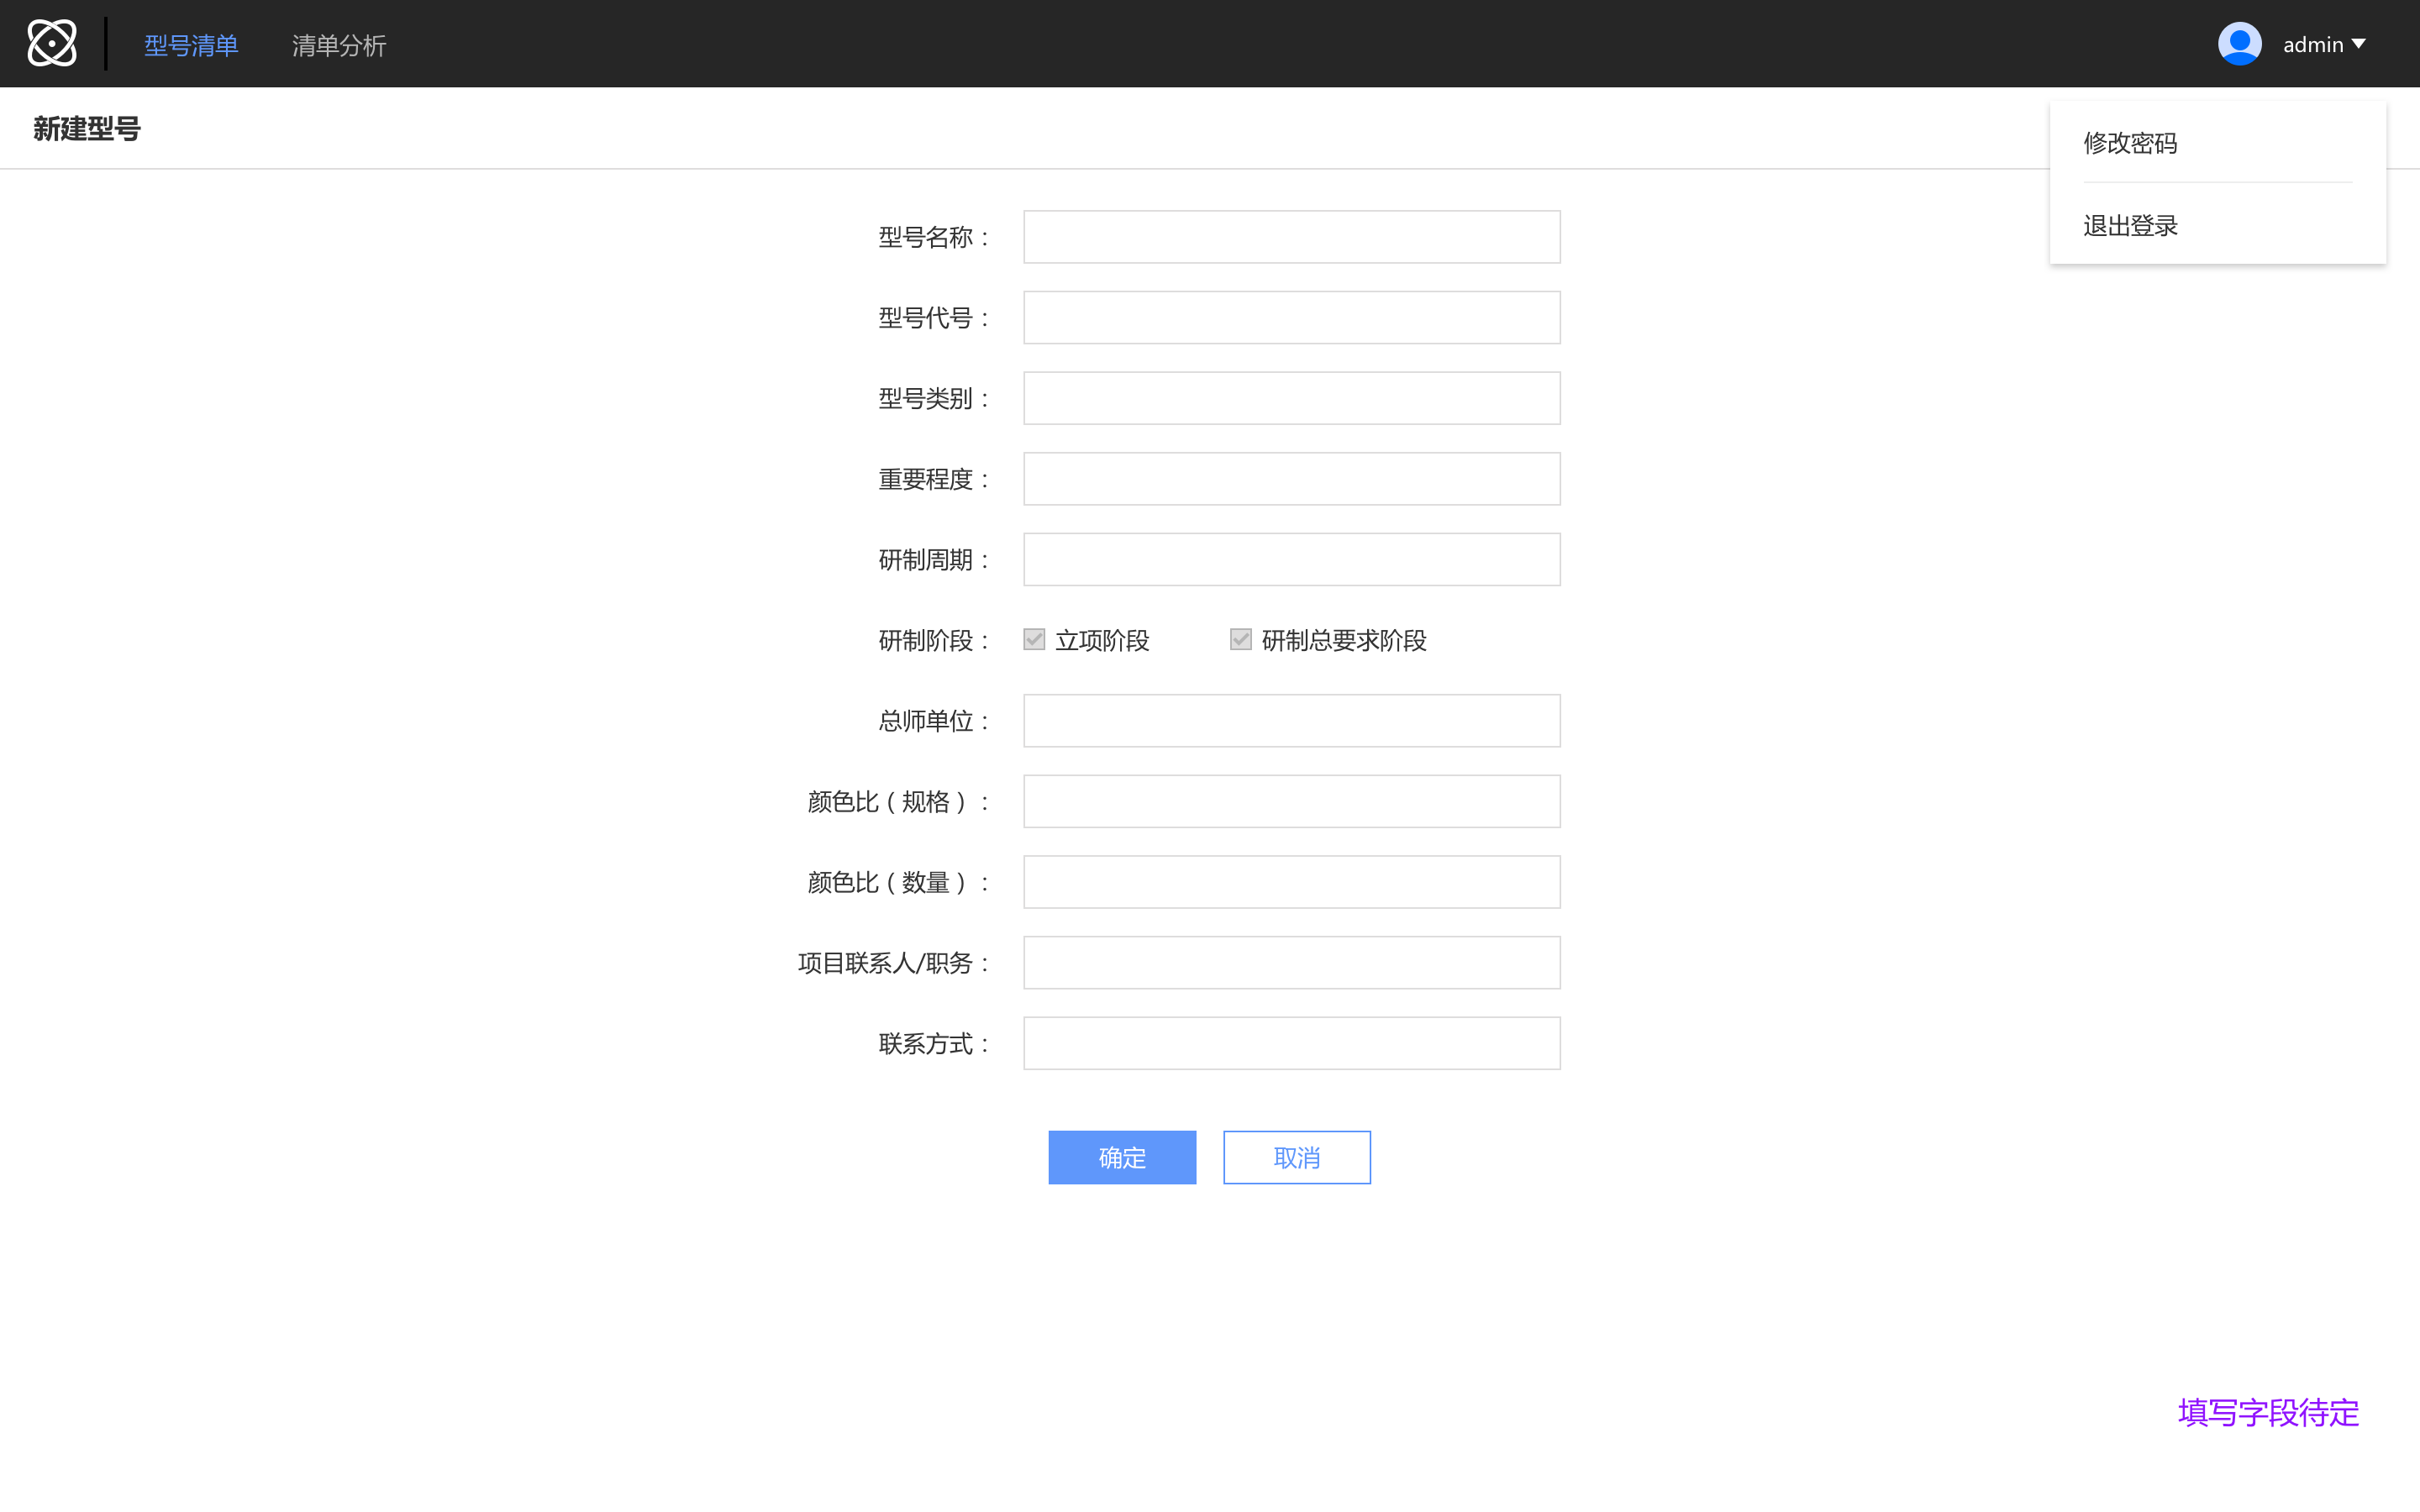 型号清单 清单分析 admin
新建型号
修改密码
退出登录
型号名称：
型号代号：
型号类别：
重要程度：
研制周期：
研制阶段： 立项阶段 研制总要求阶段
总师单位：
颜色比（规格）：
颜色比（数量）：
项目联系人/职务：
联系方式：
确定 取消
填写字段待定